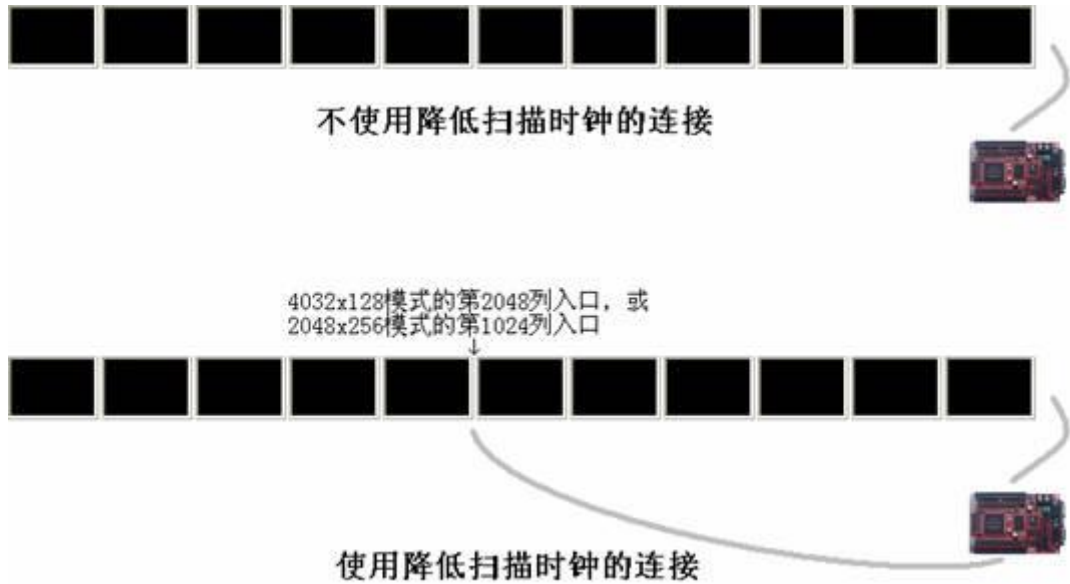 不使用降低扫描时钟的连接
4032x128模式的第2048列入口，或
2048x256模式的第1024列入口
↓
使用降低扫描时钟的连接